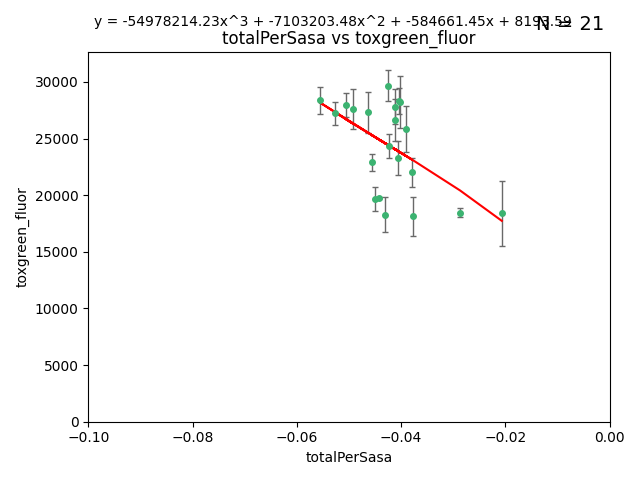 y = -54978214.23x^3 + -7103203.48x^2 + -584661.45x + 8193.59
N = 21
totalPerSasa vs toxgreen_fluor
30000
25000
20000
15000
10000
5000
0
toxgreen_fluor
−0.10
−0.08
−0.06
−0.04
−0.02
0.00
totalPerSasa